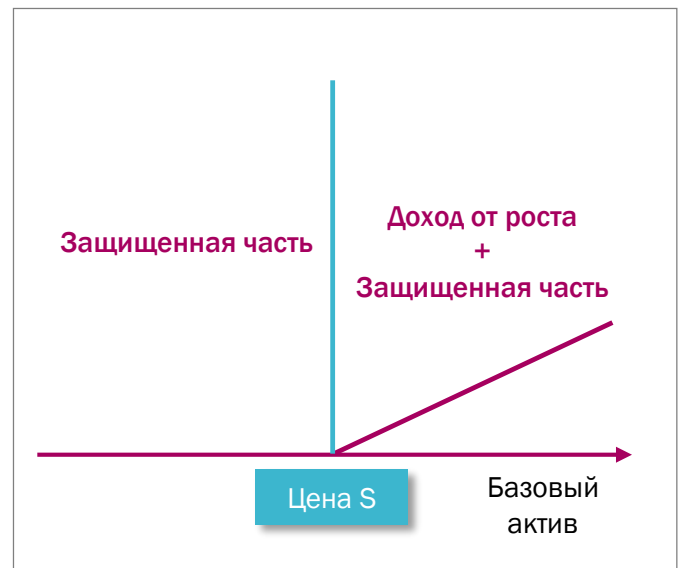 Защищенная часть
Доход от роста
+
Защищенная часть
Цена S
Базовый
актив